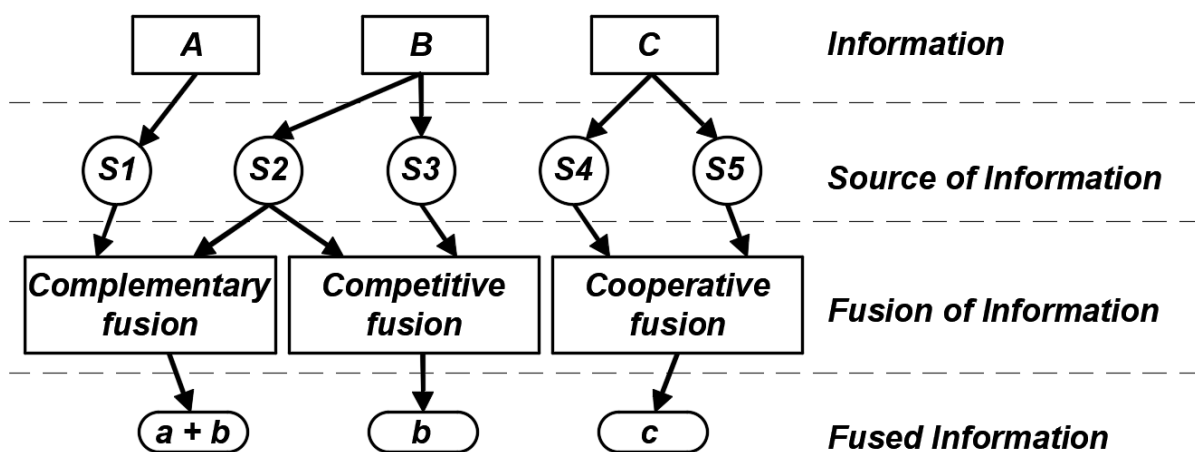 A B C Information
S1 S2 S3 S4 S5 Source of Information
Complementary fusion Competitive fusion Cooperative fusion Fusion of Information
a + b b c Fused Information